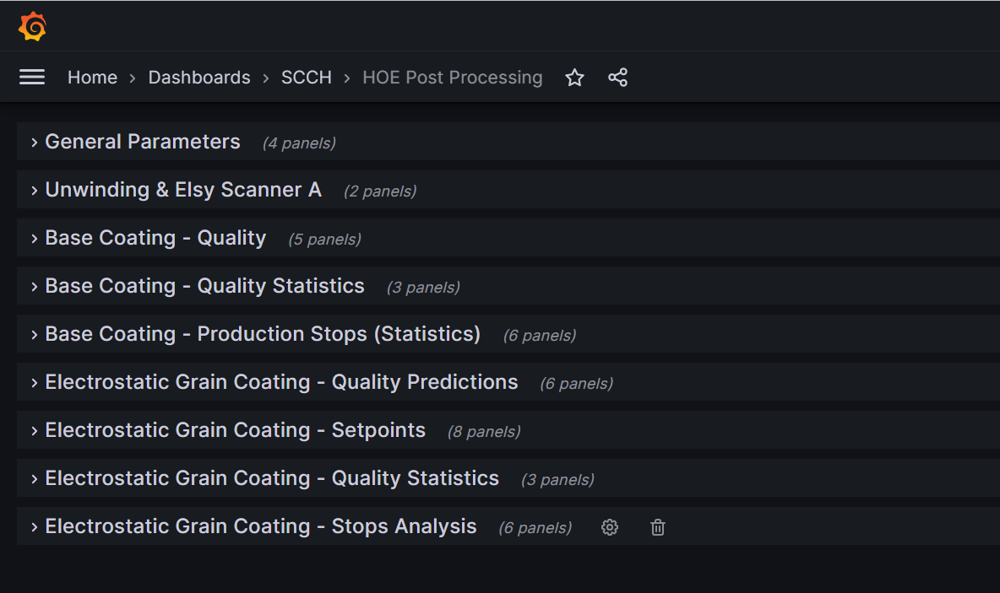 Home › Dashboards › SCCH › HOE Post Processing
General Parameters (4 panels)
Unwinding & Elsy Scanner A (2 panels)
Base Coating - Quality (5 panels)
Base Coating - Quality Statistics (3 panels)
Base Coating - Production Stops (Statistics) (6 panels)
Electrostatic Grain Coating - Quality Predictions (6 panels)
Electrostatic Grain Coating - Setpoints (8 panels)
Electrostatic Grain Coating - Quality Statistics (3 panels)
Electrostatic Grain Coating - Stops Analysis (6 panels)